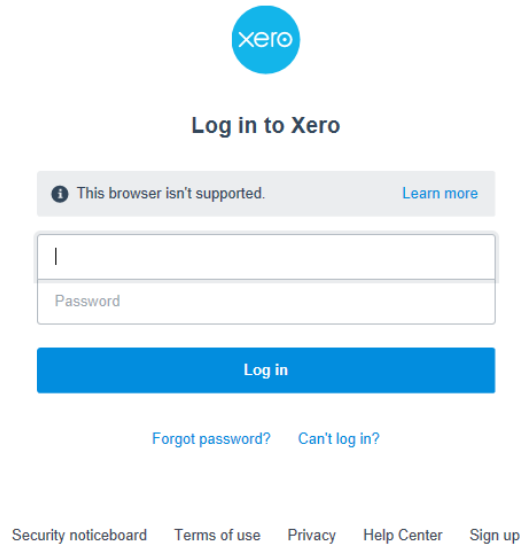 xero
Log in to Xero
This browser isn't supported. Learn more
Password
Log in
Forgot password? Can't log in?
Security noticeboard Terms of use Privacy Help Center Sign up